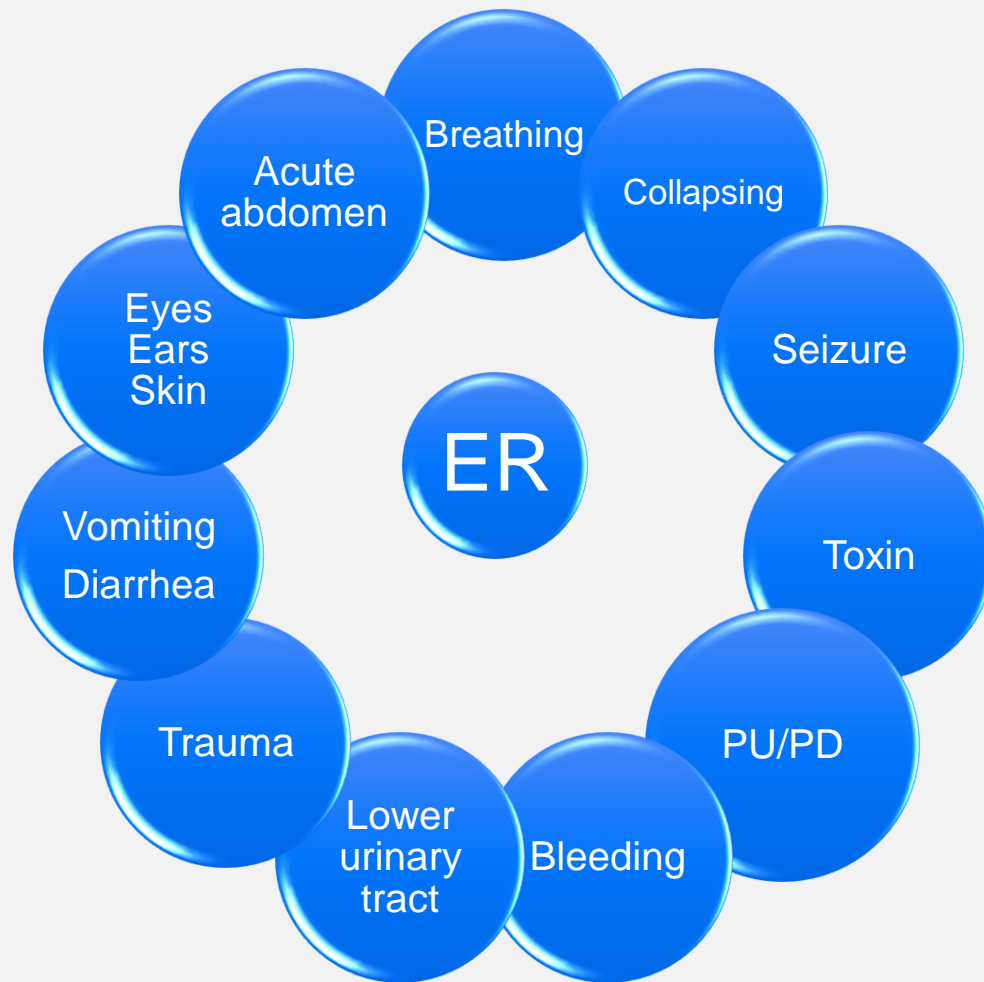 Breathing
Collapsing
Seizure
Toxin
PU/PD
Bleeding
Lower
urinary
tract
Trauma
Vomiting
Diarrhea
Eyes
Ears
Skin
Acute
abdomen
ER